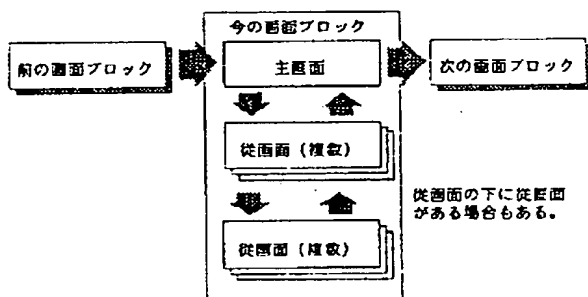 今の画面ブロック
前の画面ブロック
主画面
次の画面ブロック
従画面（複数）
従画面の下に従画面
がある場合もある。
従画面（複数）